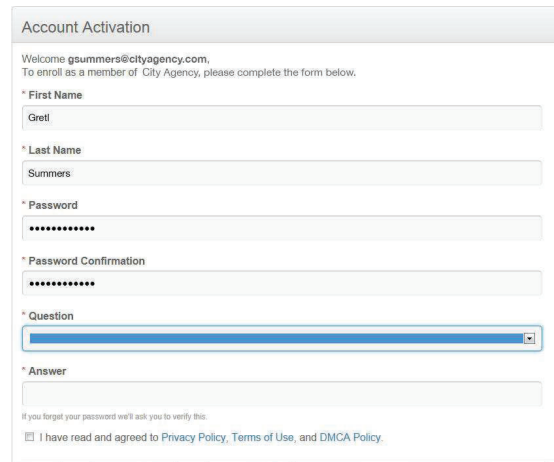 Account Activation
Welcome gsummers@cityagency.com,
To enroll as a member of City Agency, please complete the form below.
* First Name
Gretl
* Last Name
Summers
* Password
••••••••••••
* Password Confirmation
••••••••••••
* Question
* Answer
If you forget your password we'll ask you to verify this.
I have read and agreed to Privacy Policy, Terms of Use, and DMCA Policy.